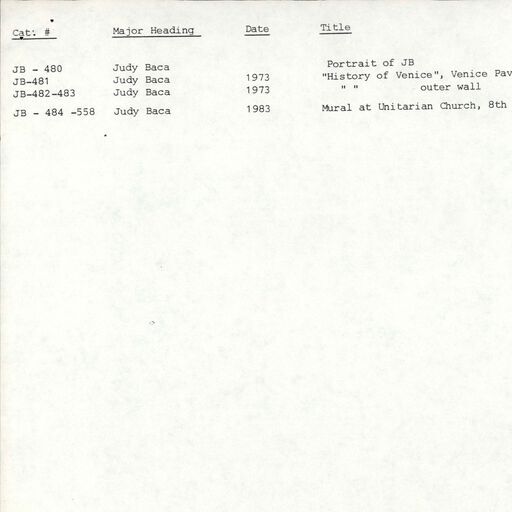 Cat. # Major Heading Date Title
JB - 480 Judy Baca Portrait of JB
JB-481 Judy Baca 1973 "History of Venice", Venice Pav
JB-482-483 Judy Baca 1973 " " outer wall
JB - 484 -558 Judy Baca 1983 Mural at Unitarian Church, 8th